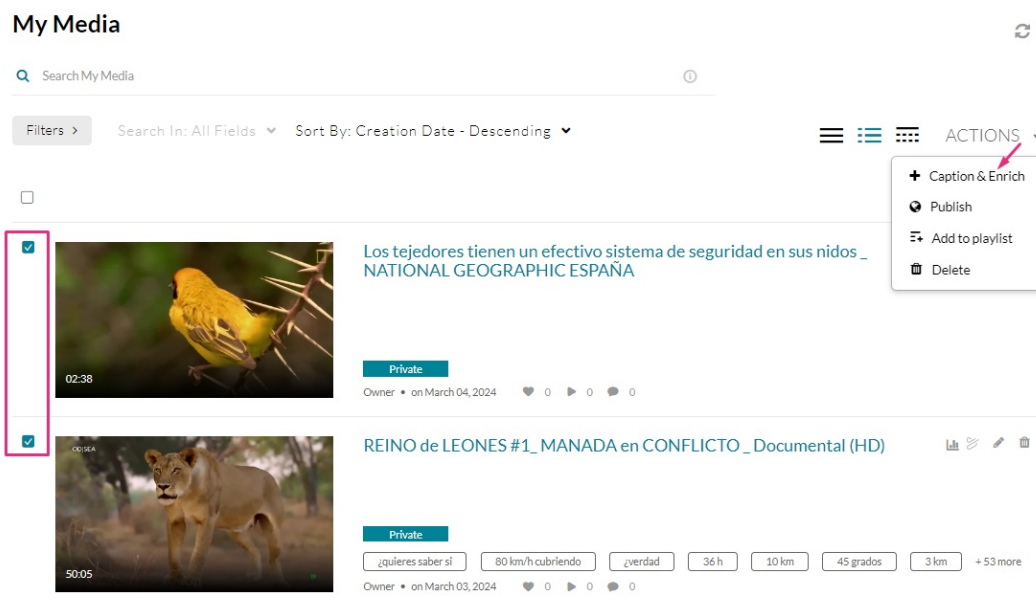 My Media
Search My Media
Filters >
Search In: All Fields
Sort By: Creation Date - Descending
ACTIONS
Caption & Enrich
Publish
Add to playlist
Delete
Los tejedores tienen un efectivo sistema de seguridad en sus nidos _
NATIONAL GEOGRAPHIC ESPAÑA
02:38
Private
Owner • on March 04, 2024 0 0 0
REINO de LEONES #1_ MANADA en CONFLICTO _ Documental (HD)
ODISEA
50:05
Private
¿quieres saber si 80 km/h cubriendo ¿verdad 36 h 10 km 45 grados 3 km + 53 more
Owner • on March 03, 2024 0 0 0